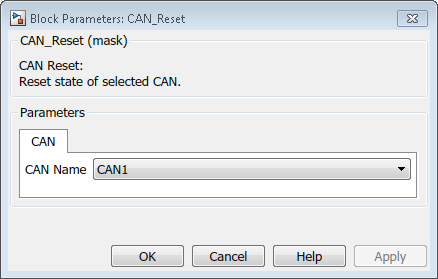 Block Parameters: CAN_Reset
CAN_Reset (mask)
CAN Reset:
Reset state of selected CAN.
Parameters
CAN
CAN Name CAN1
OK Cancel Help Apply